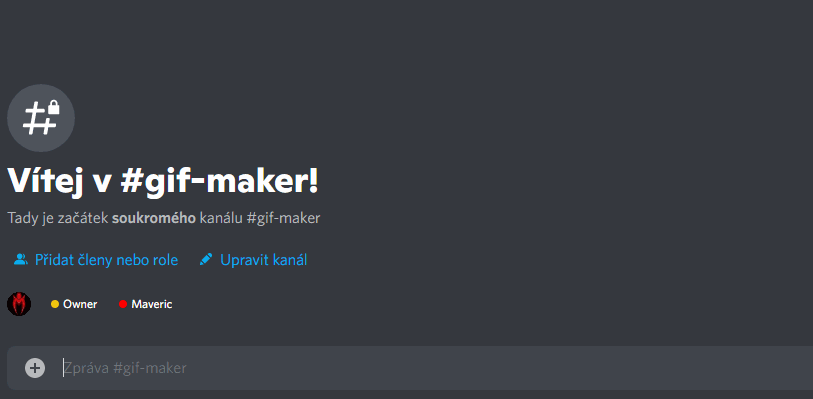 Vítej v #gif-maker!
Tady je začátek soukromého kanálu #gif-maker
Přidat členy nebo role Upravit kanál
Owner Maveric
Zpráva #gif-maker